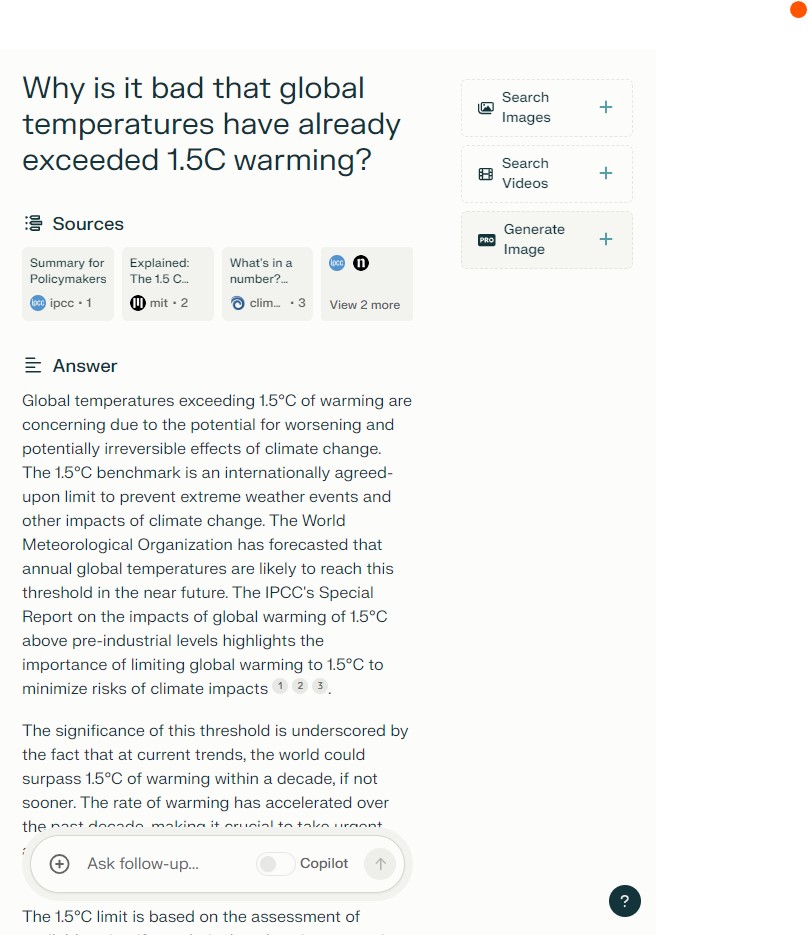 Why is it bad that global
temperatures have already
exceeded 1.5C warming?
Sources
Summary for
Policymakers
ipcc · 1
Explained:
The 1.5 C...
mit · 2
What's in a
number?...
clim... · 3
ipcc n
View 2 more
Answer
Global temperatures exceeding 1.5°C of warming are
concerning due to the potential for worsening and
potentially irreversible effects of climate change.
The 1.5°C benchmark is an internationally agreed-
upon limit to prevent extreme weather events and
other impacts of climate change. The World
Meteorological Organization has forecasted that
annual global temperatures are likely to reach this
threshold in the near future. The IPCC's Special
Report on the impacts of global warming of 1.5°C
above pre-industrial levels highlights the
importance of limiting global warming to 1.5°C to
minimize risks of climate impacts 1 2 3.
The significance of this threshold is underscored by
the fact that at current trends, the world could
surpass 1.5°C of warming within a decade, if not
sooner. The rate of warming has accelerated over
the past decade, making it crucial to take urgent
Ask follow-up...
Copilot
The 1.5°C limit is based on the assessment of
Search
Images
Search
Videos
PRO
Generate
Image
?